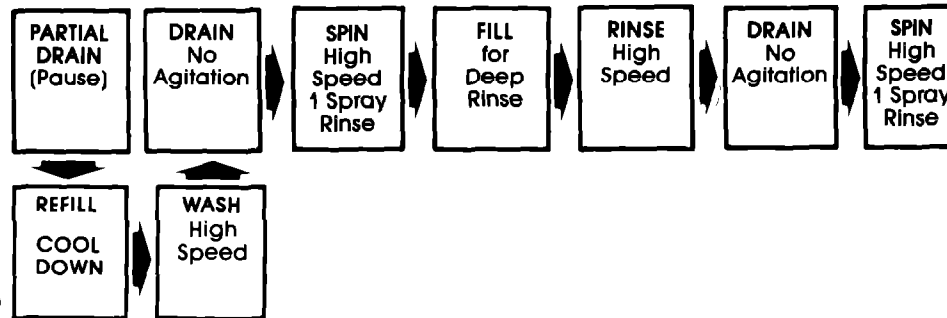 PARTIAL
DRAIN
(Pause)
REFILL
COOL
DOWN
WASH
High
Speed
DRAIN
No
Agitation
SPIN
High
Speed
1 Spray
Rinse
FILL
for
Deep
Rinse
RINSE
High
Speed
DRAIN
No
Agitation
SPIN
High
Speed
1 Spray
Rinse